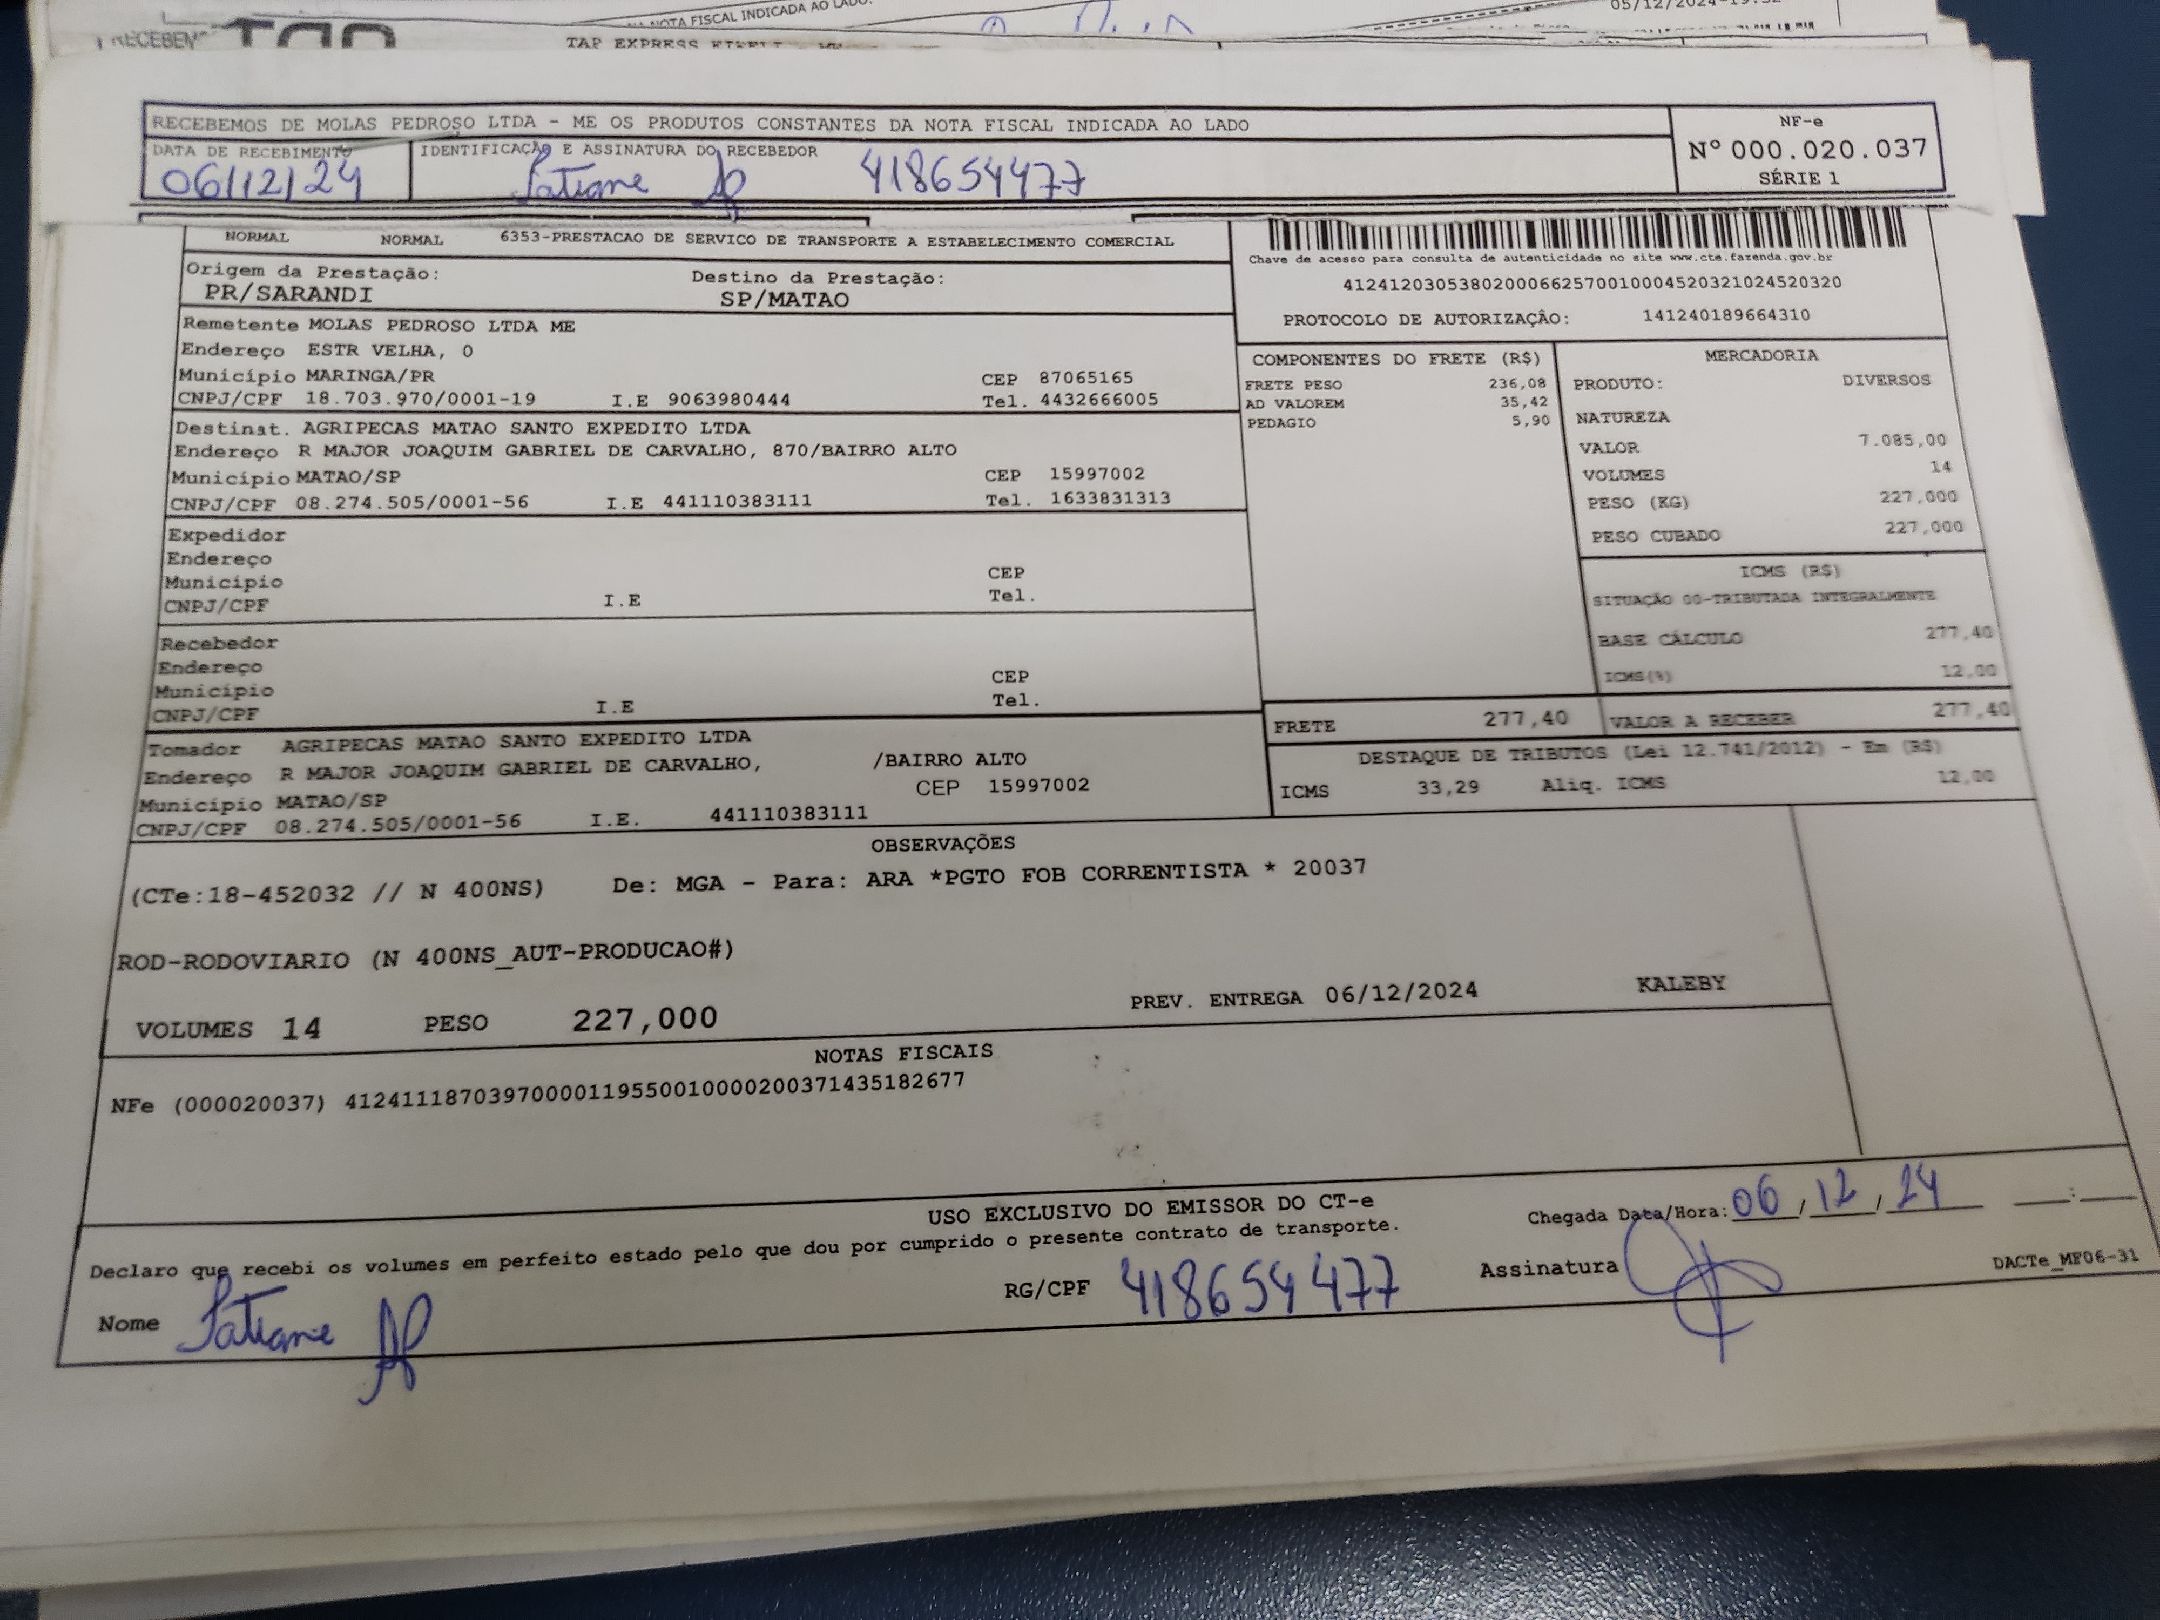 NA NOTA FISCAL INDICADA AO LADO.
05/12/2024-19:32
TAP EXPRESS
RECEBEMOS DE MOLAS PEDROSO LTDA - ME OS PRODUTOS CONSTANTES DA NOTA FISCAL INDICADA AO LADO
NF-e
Nº 000.020.037
SÉRIE 1
DATA DE RECEBIMENTO
IDENTIFICAÇÃO E ASSINATURA DO RECEBEDOR
06/12/24
Tatiane 418654477
NORMAL NORMAL 6353-PRESTACAO DE SERVICO DE TRANSPORTE A ESTABELECIMENTO COMERCIAL
Origem da Prestação: Destino da Prestação:
PR/SARANDI SP/MATAO
Chave de acesso para consulta de autenticidade no site www.cte.fazenda.gov.br
41241203053802000662570010004520321024520320
PROTOCOLO DE AUTORIZAÇÂO: 141240189664310
Remetente MOLAS PEDROSO LTDA ME
Endereço ESTR VELHA, 0
Município MARINGA/PR CEP 87065165
CNPJ/CPF 18.703.970/0001-19 I.E 9063980444 Tel. 4432666005
Destinat. AGRIPECAS MATAO SANTO EXPEDITO LTDA
Endereço R MAJOR JOAQUIM GABRIEL DE CARVALHO, 870/BAIRRO ALTO
Município MATAO/SP CEP 15997002
CNPJ/CPF 08.274.505/0001-56 I.E 441110383111 Tel. 1633831313
Expedidor
Endereço
Município CEP
CNPJ/CPF I.E Tel.
Recebedor
Endereço
Município CEP
CNPJ/CPF I.E Tel.
Tomador AGRIPECAS MATAO SANTO EXPEDITO LTDA
Endereço R MAJOR JOAQUIM GABRIEL DE CARVALHO, /BAIRRO ALTO
Município MATAO/SP CEP 15997002
CNPJ/CPF 08.274.505/0001-56 I.E. 441110383111
COMPONENTES DO FRETE (R$)
FRETE PESO 236,08
AD VALOREM 35,42
PEDAGIO 5,90
MERCADORIA
PRODUTO: DIVERSOS
NATUREZA
VALOR 7.085,00
VOLUMES 14
PESO (KG) 227,000
PESO CUBADO 227,000
ICMS (R$)
SITUAÇÃO 00-TRIBUTADA INTEGRALMENTE
BASE CÁLCULO 277,40
ICMS(%) 12,00
FRETE 277,40 VALOR A RECEBER 277,40
DESTAQUE DE TRIBUTOS (Lei 12.741/2012) - Em (R$)
ICMS 33,29 Aliq. ICMS 12,00
OBSERVAÇÕES
(CTe:18-452032 // N 400NS) De: MGA - Para: ARA *PGTO FOB CORRENTISTA * 20037
ROD-RODOVIARIO (N 400NS_AUT-PRODUCAO#)
VOLUMES 14 PESO 227,000 PREV. ENTREGA 06/12/2024 KALEBY
NOTAS FISCAIS
NFe (000020037) 41241118703970000119550010000200371435182677
USO EXCLUSIVO DO EMISSOR DO CT-e
Declaro que recebi os volumes em perfeito estado pelo que dou por cumprido o presente contrato de transporte.
Chegada Data/Hora: 06/12/24 __:__
Nome Tatiane RG/CPF 418654477 Assinatura
DACTe_MF06-31